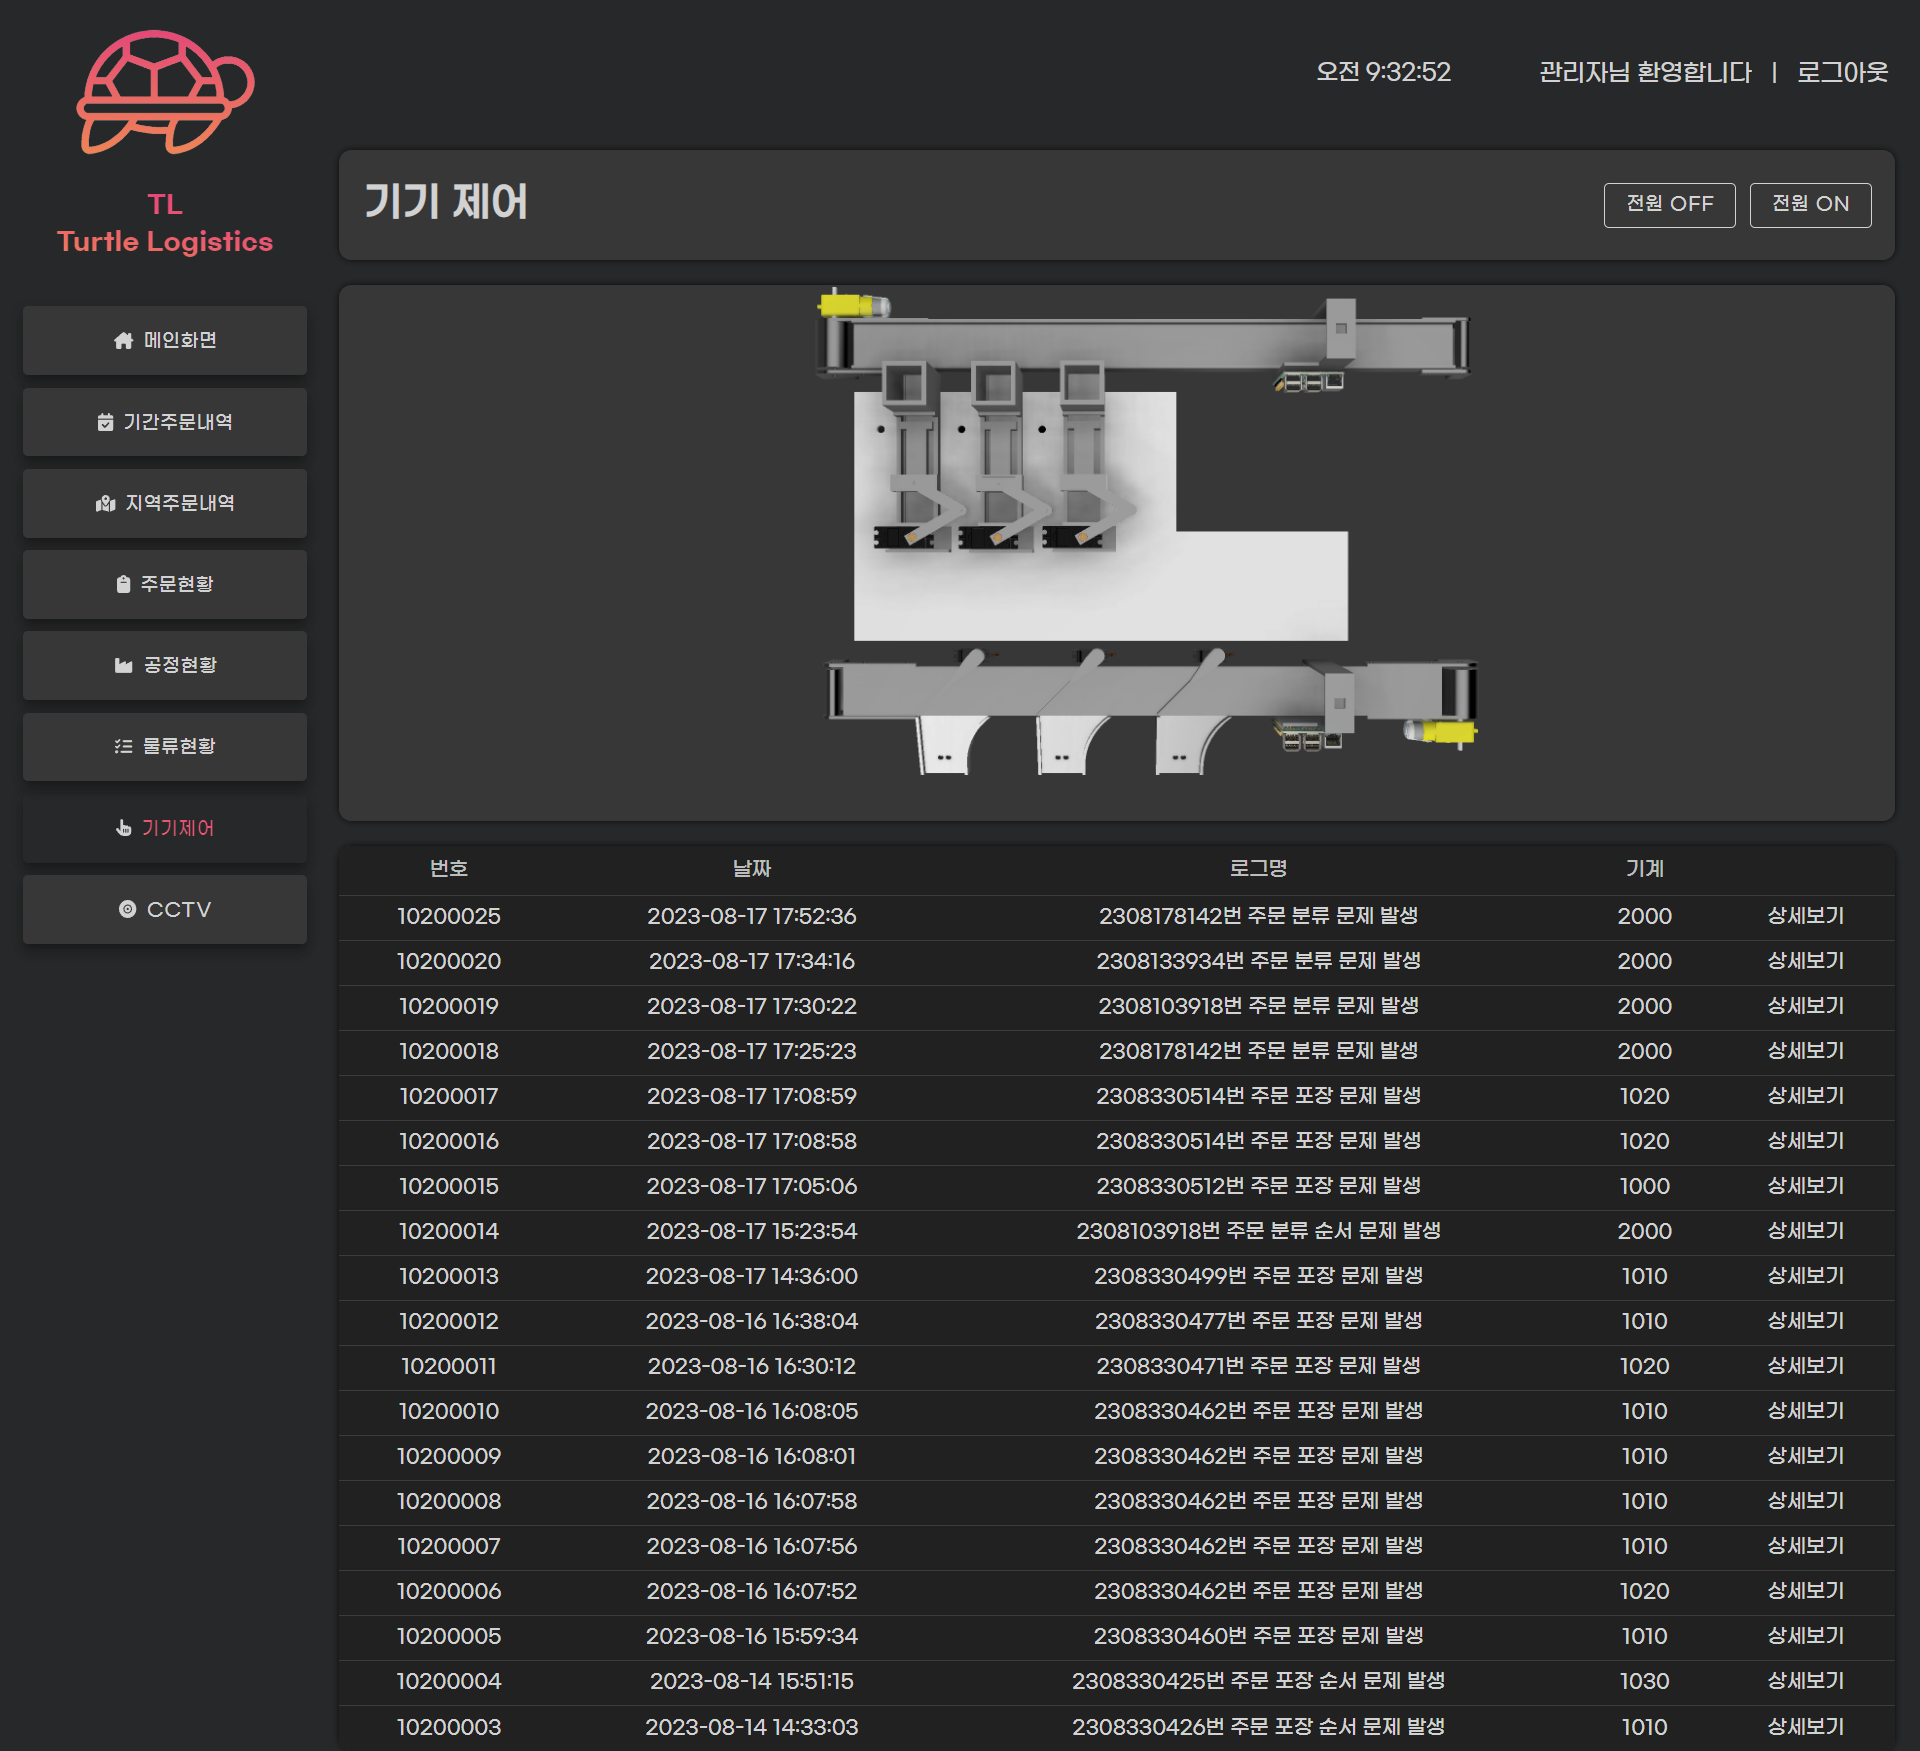 TL
Turtle Logistics
오전 9:32:52
관리자님 환영합니다 | 로그아웃
메인화면
기간주문내역
지역주문내역
주문현황
공정현황
물류현황
기기제어
CCTV
기기 제어
전원 OFF
전원 ON
번호 날짜 로그명 기계
10200025 2023-08-17 17:52:36 2308178142번 주문 분류 문제 발생 2000 상세보기
10200020 2023-08-17 17:34:16 2308133934번 주문 분류 문제 발생 2000 상세보기
10200019 2023-08-17 17:30:22 2308103918번 주문 분류 문제 발생 2000 상세보기
10200018 2023-08-17 17:25:23 2308178142번 주문 분류 문제 발생 2000 상세보기
10200017 2023-08-17 17:08:59 2308330514번 주문 포장 문제 발생 1020 상세보기
10200016 2023-08-17 17:08:58 2308330514번 주문 포장 문제 발생 1020 상세보기
10200015 2023-08-17 17:05:06 2308330512번 주문 포장 문제 발생 1000 상세보기
10200014 2023-08-17 15:23:54 2308103918번 주문 분류 순서 문제 발생 2000 상세보기
10200013 2023-08-17 14:36:00 2308330499번 주문 포장 문제 발생 1010 상세보기
10200012 2023-08-16 16:38:04 2308330477번 주문 포장 문제 발생 1010 상세보기
10200011 2023-08-16 16:30:12 2308330471번 주문 포장 문제 발생 1020 상세보기
10200010 2023-08-16 16:08:05 2308330462번 주문 포장 문제 발생 1010 상세보기
10200009 2023-08-16 16:08:01 2308330462번 주문 포장 문제 발생 1010 상세보기
10200008 2023-08-16 16:07:58 2308330462번 주문 포장 문제 발생 1010 상세보기
10200007 2023-08-16 16:07:56 2308330462번 주문 포장 문제 발생 1010 상세보기
10200006 2023-08-16 16:07:52 2308330462번 주문 포장 문제 발생 1020 상세보기
10200005 2023-08-16 15:59:34 2308330460번 주문 포장 문제 발생 1010 상세보기
10200004 2023-08-14 15:51:15 2308330425번 주문 포장 순서 문제 발생 1030 상세보기
10200003 2023-08-14 14:33:03 2308330426번 주문 포장 순서 문제 발생 1010 상세보기